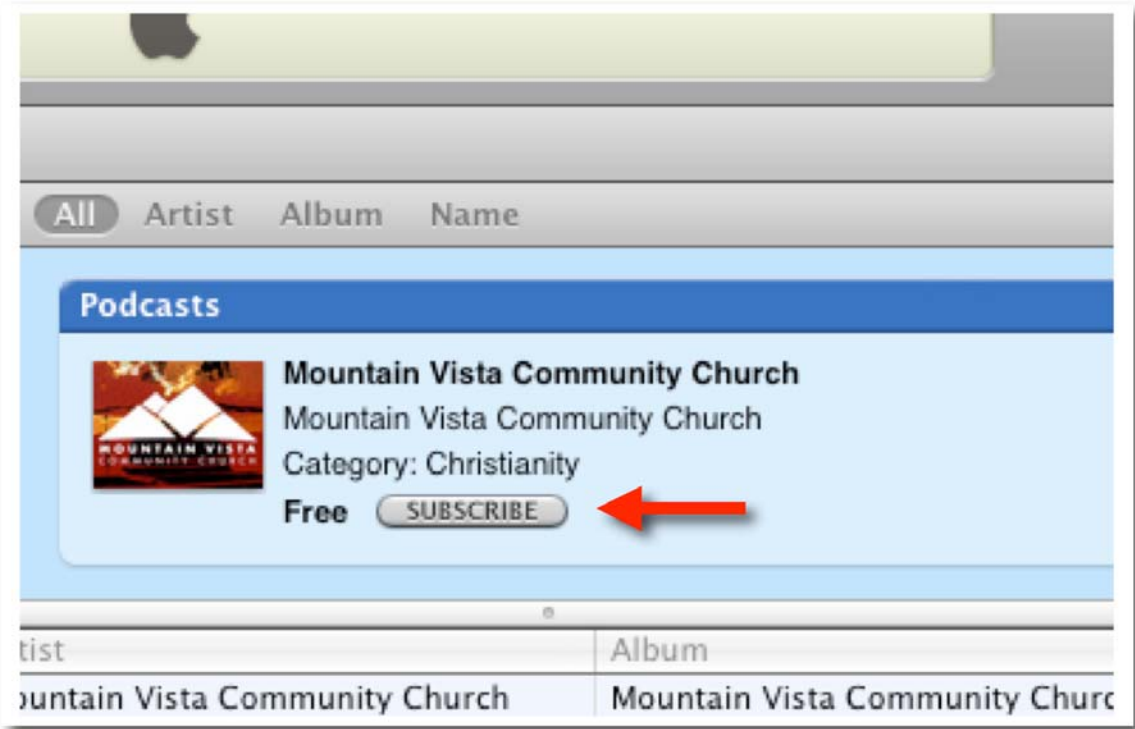 All Artist Album Name
Podcasts
Mountain Vista Community Church
Mountain Vista Community Church
Category: Christianity
Free SUBSCRIBE
MOUNTAIN VISTA
COMMUNITY CHURCH
tist Album
ountain Vista Community Church Mountain Vista Community Churc